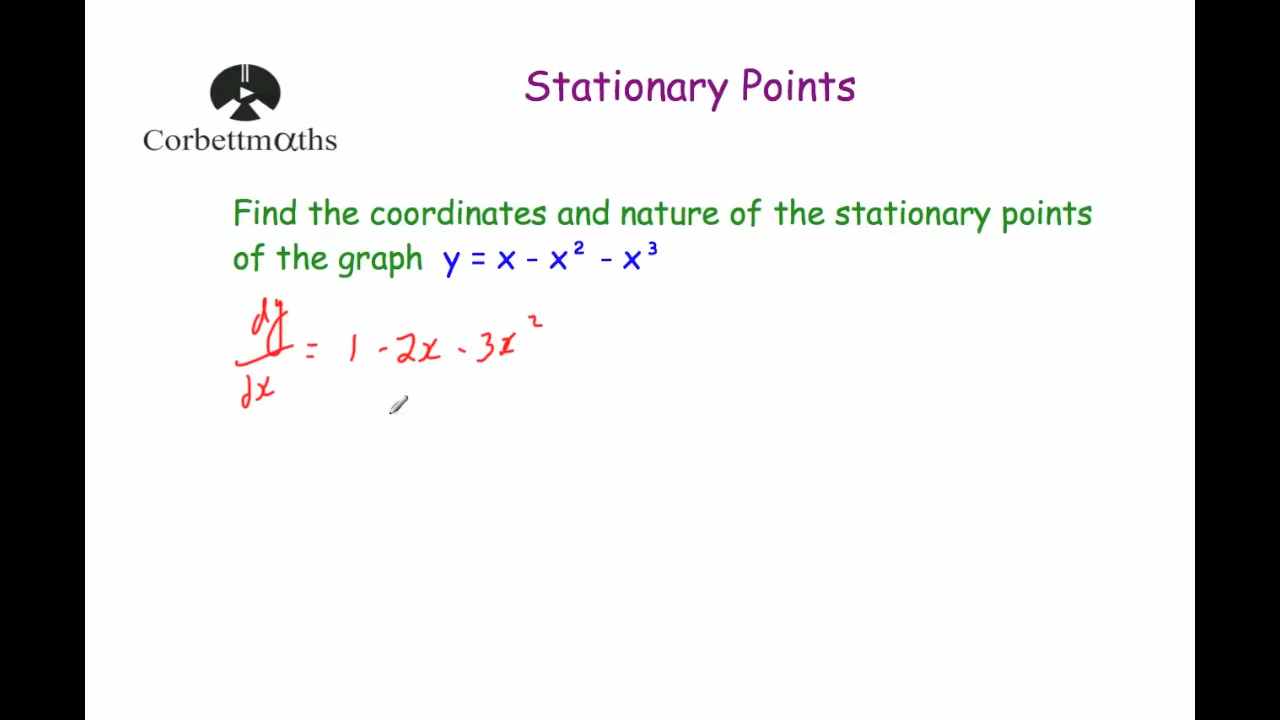 Stationary Points
Corbettmαths
Find the coordinates and nature of the stationary points
of the graph y = x - x² - x³
dy/dx = 1 - 2x - 3x²